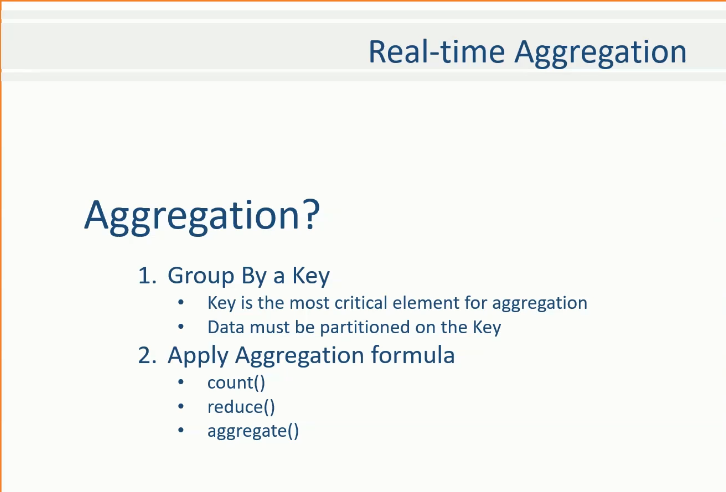 Real-time Aggregation
Aggregation?
1. Group By a Key
• Key is the most critical element for aggregation
• Data must be partitioned on the Key
2. Apply Aggregation formula
• count()
• reduce()
• aggregate()